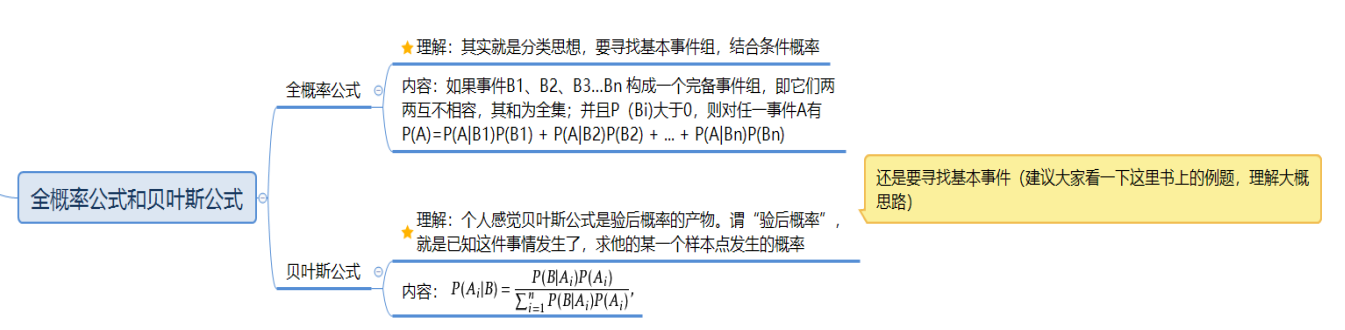 全概率公式和贝叶斯公式
全概率公式
理解：其实就是分类思想，要寻找基本事件组，结合条件概率
内容：如果事件B1、B2、B3...Bn 构成一个完备事件组，即它们两
两互不相容，其和为全集；并且P（Bi)大于0，则对任一事件A有
P(A)=P(A|B1)P(B1) + P(A|B2)P(B2) + ... + P(A|Bn)P(Bn)
贝叶斯公式
理解：个人感觉贝叶斯公式是验后概率的产物。谓“验后概率”，
就是已知这件事情发生了，求他的某一个样本点发生的概率
还是要寻找基本事件（建议大家看一下这里书上的例题，理解大概
思路）
内容： P(A_i|B) = \frac{P(B|A_i)P(A_i)}{\sum_{i=1}^{n} P(B|A_i)P(A_i)},